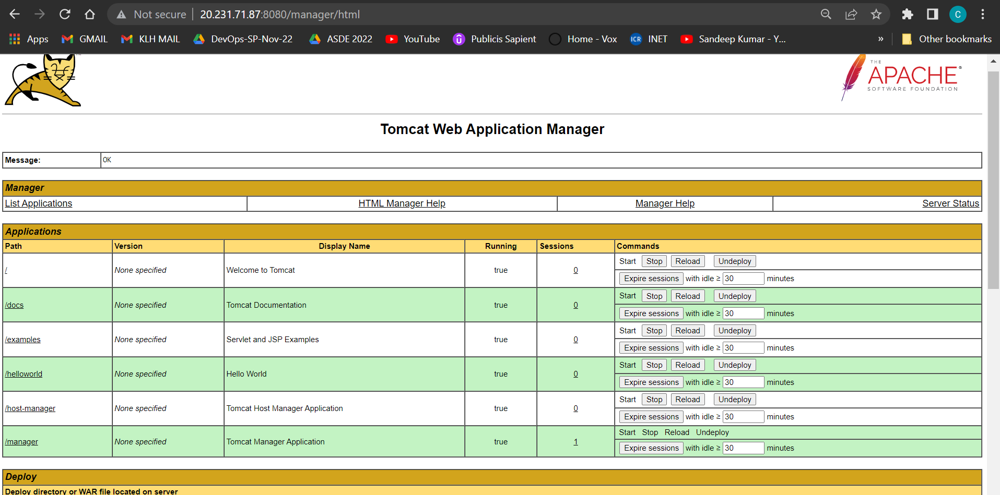 Not secure | 20.231.71.87:8080/manager/html C
Apps GMAIL KLH MAIL DevOps-SP-Nov-22 ASDE 2022 YouTube Publicis Sapient Home - Vox ICR INET Sandeep Kumar - Y... » Other bookmarks
THE
APACHE®
SOFTWARE FOUNDATION
Tomcat Web Application Manager
Message: OK
Manager
List Applications HTML Manager Help Manager Help Server Status
Applications
Path Version Display Name Running Sessions Commands
/ None specified Welcome to Tomcat true 0 Start Stop Reload Undeploy
Expire sessions with idle ≥ 30 minutes
/docs None specified Tomcat Documentation true 0 Start Stop Reload Undeploy
Expire sessions with idle ≥ 30 minutes
/examples None specified Servlet and JSP Examples true 0 Start Stop Reload Undeploy
Expire sessions with idle ≥ 30 minutes
/helloworld None specified Hello World true 0 Start Stop Reload Undeploy
Expire sessions with idle ≥ 30 minutes
/host-manager None specified Tomcat Host Manager Application true 0 Start Stop Reload Undeploy
Expire sessions with idle ≥ 30 minutes
/manager None specified Tomcat Manager Application true 1 Start Stop Reload Undeploy
Expire sessions with idle ≥ 30 minutes
Deploy
Deploy directory or WAR file located on server